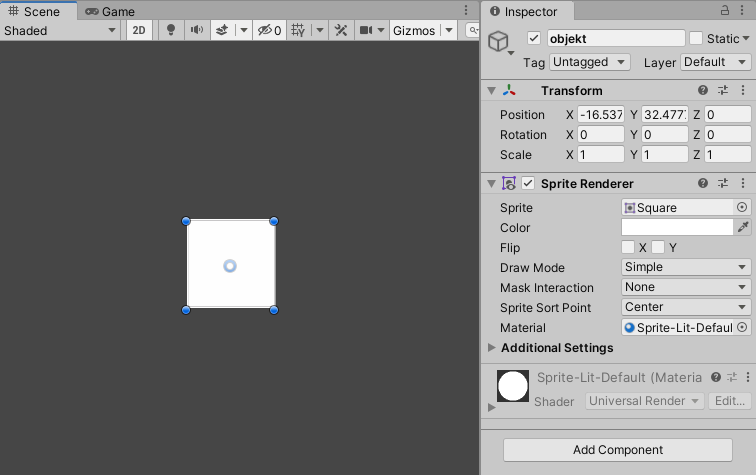 Scene Game
Shaded 2D 0 Gizmos
Inspector
objekt Static
Tag Untagged Layer Default
Transform
Position X -16.537 Y 32.477 Z 0
Rotation X 0 Y 0 Z 0
Scale X 1 Y 1 Z 1
Sprite Renderer
Sprite Square
Color
Flip X Y
Draw Mode Simple
Mask Interaction None
Sprite Sort Point Center
Material Sprite-Lit-Defaul
Additional Settings
Sprite-Lit-Default (Materia
Shader Universal Render Edit...
Add Component